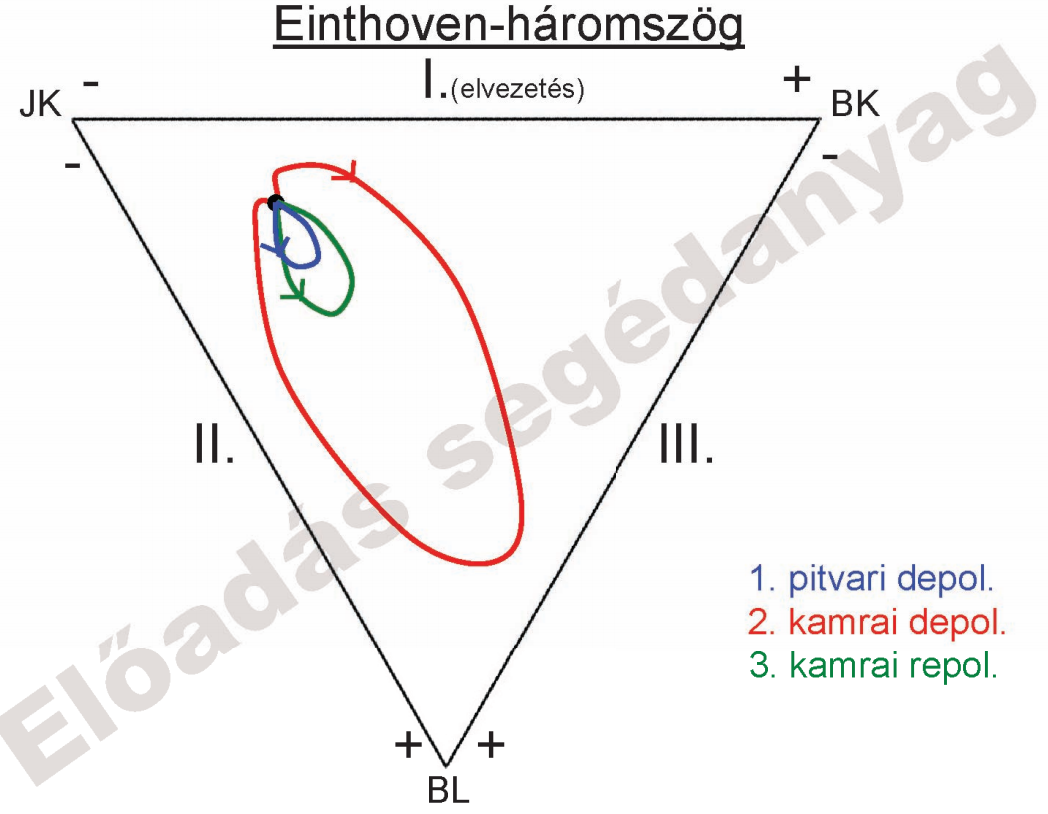 Einthoven-háromszög
- I.(elvezetés) +
JK BK
- -
II. III.
1. pitvari depol.
2. kamrai depol.
3. kamrai repol.
+ +
BL
Előadás segédanyag